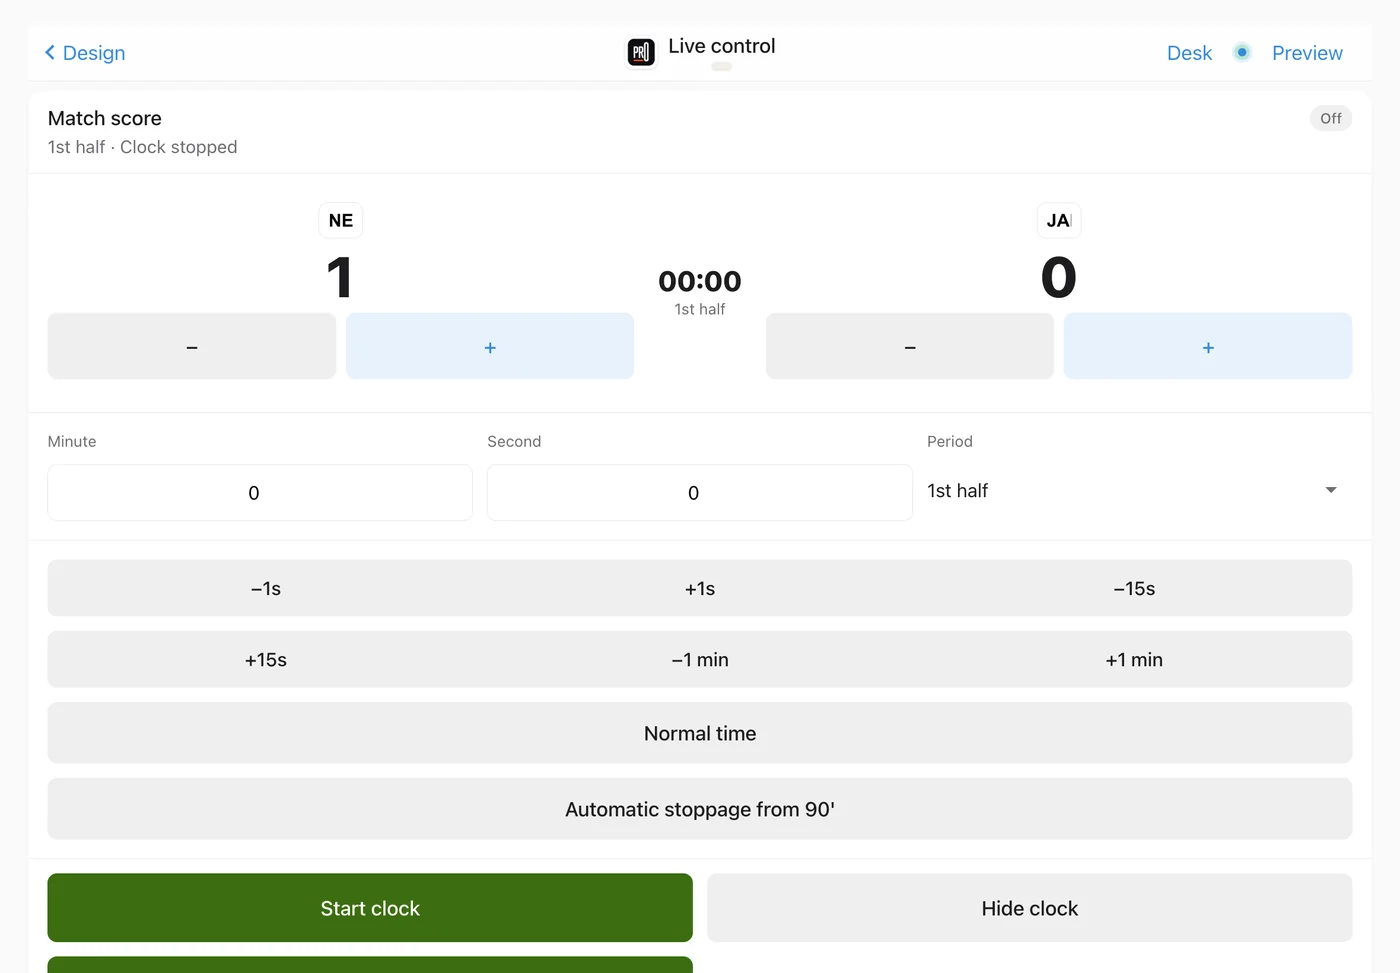 Design
PRO
Live control
Desk
Preview
Match score
Off
1st half · Clock stopped
NE
JA
1
0
00:00
1st half
–
+
–
+
Minute
Second
Period
0
0
1st half
–1s
+1s
–15s
+15s
–1 min
+1 min
Normal time
Automatic stoppage from 90'
Start clock
Hide clock